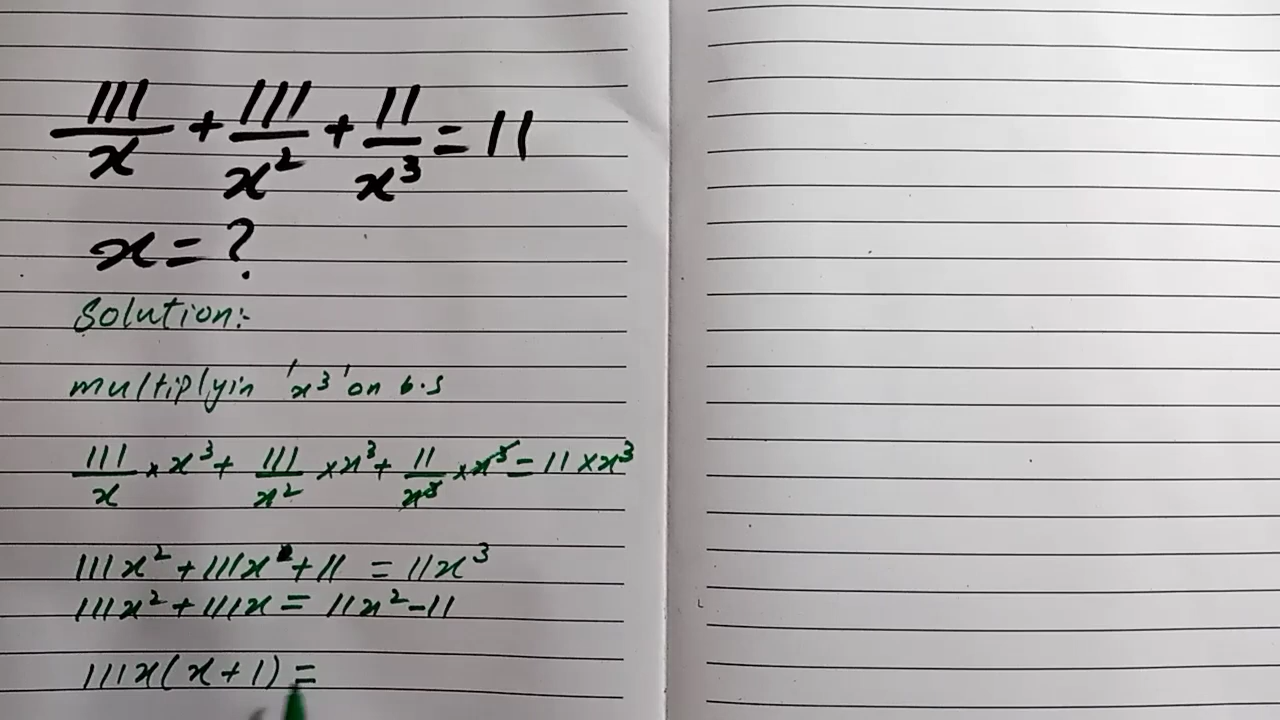 111/x + 111/x² + 11/x³ = 11
x = ?
Solution:-
multiplyin 'x³' on b.s
111/x × x³ + 111/x² × x³ + 11/x³ × x³ = 11 × x³
111x² + 111x + 11 = 11x³
111x² + 111x = 11x² - 11
111x(x + 1) =